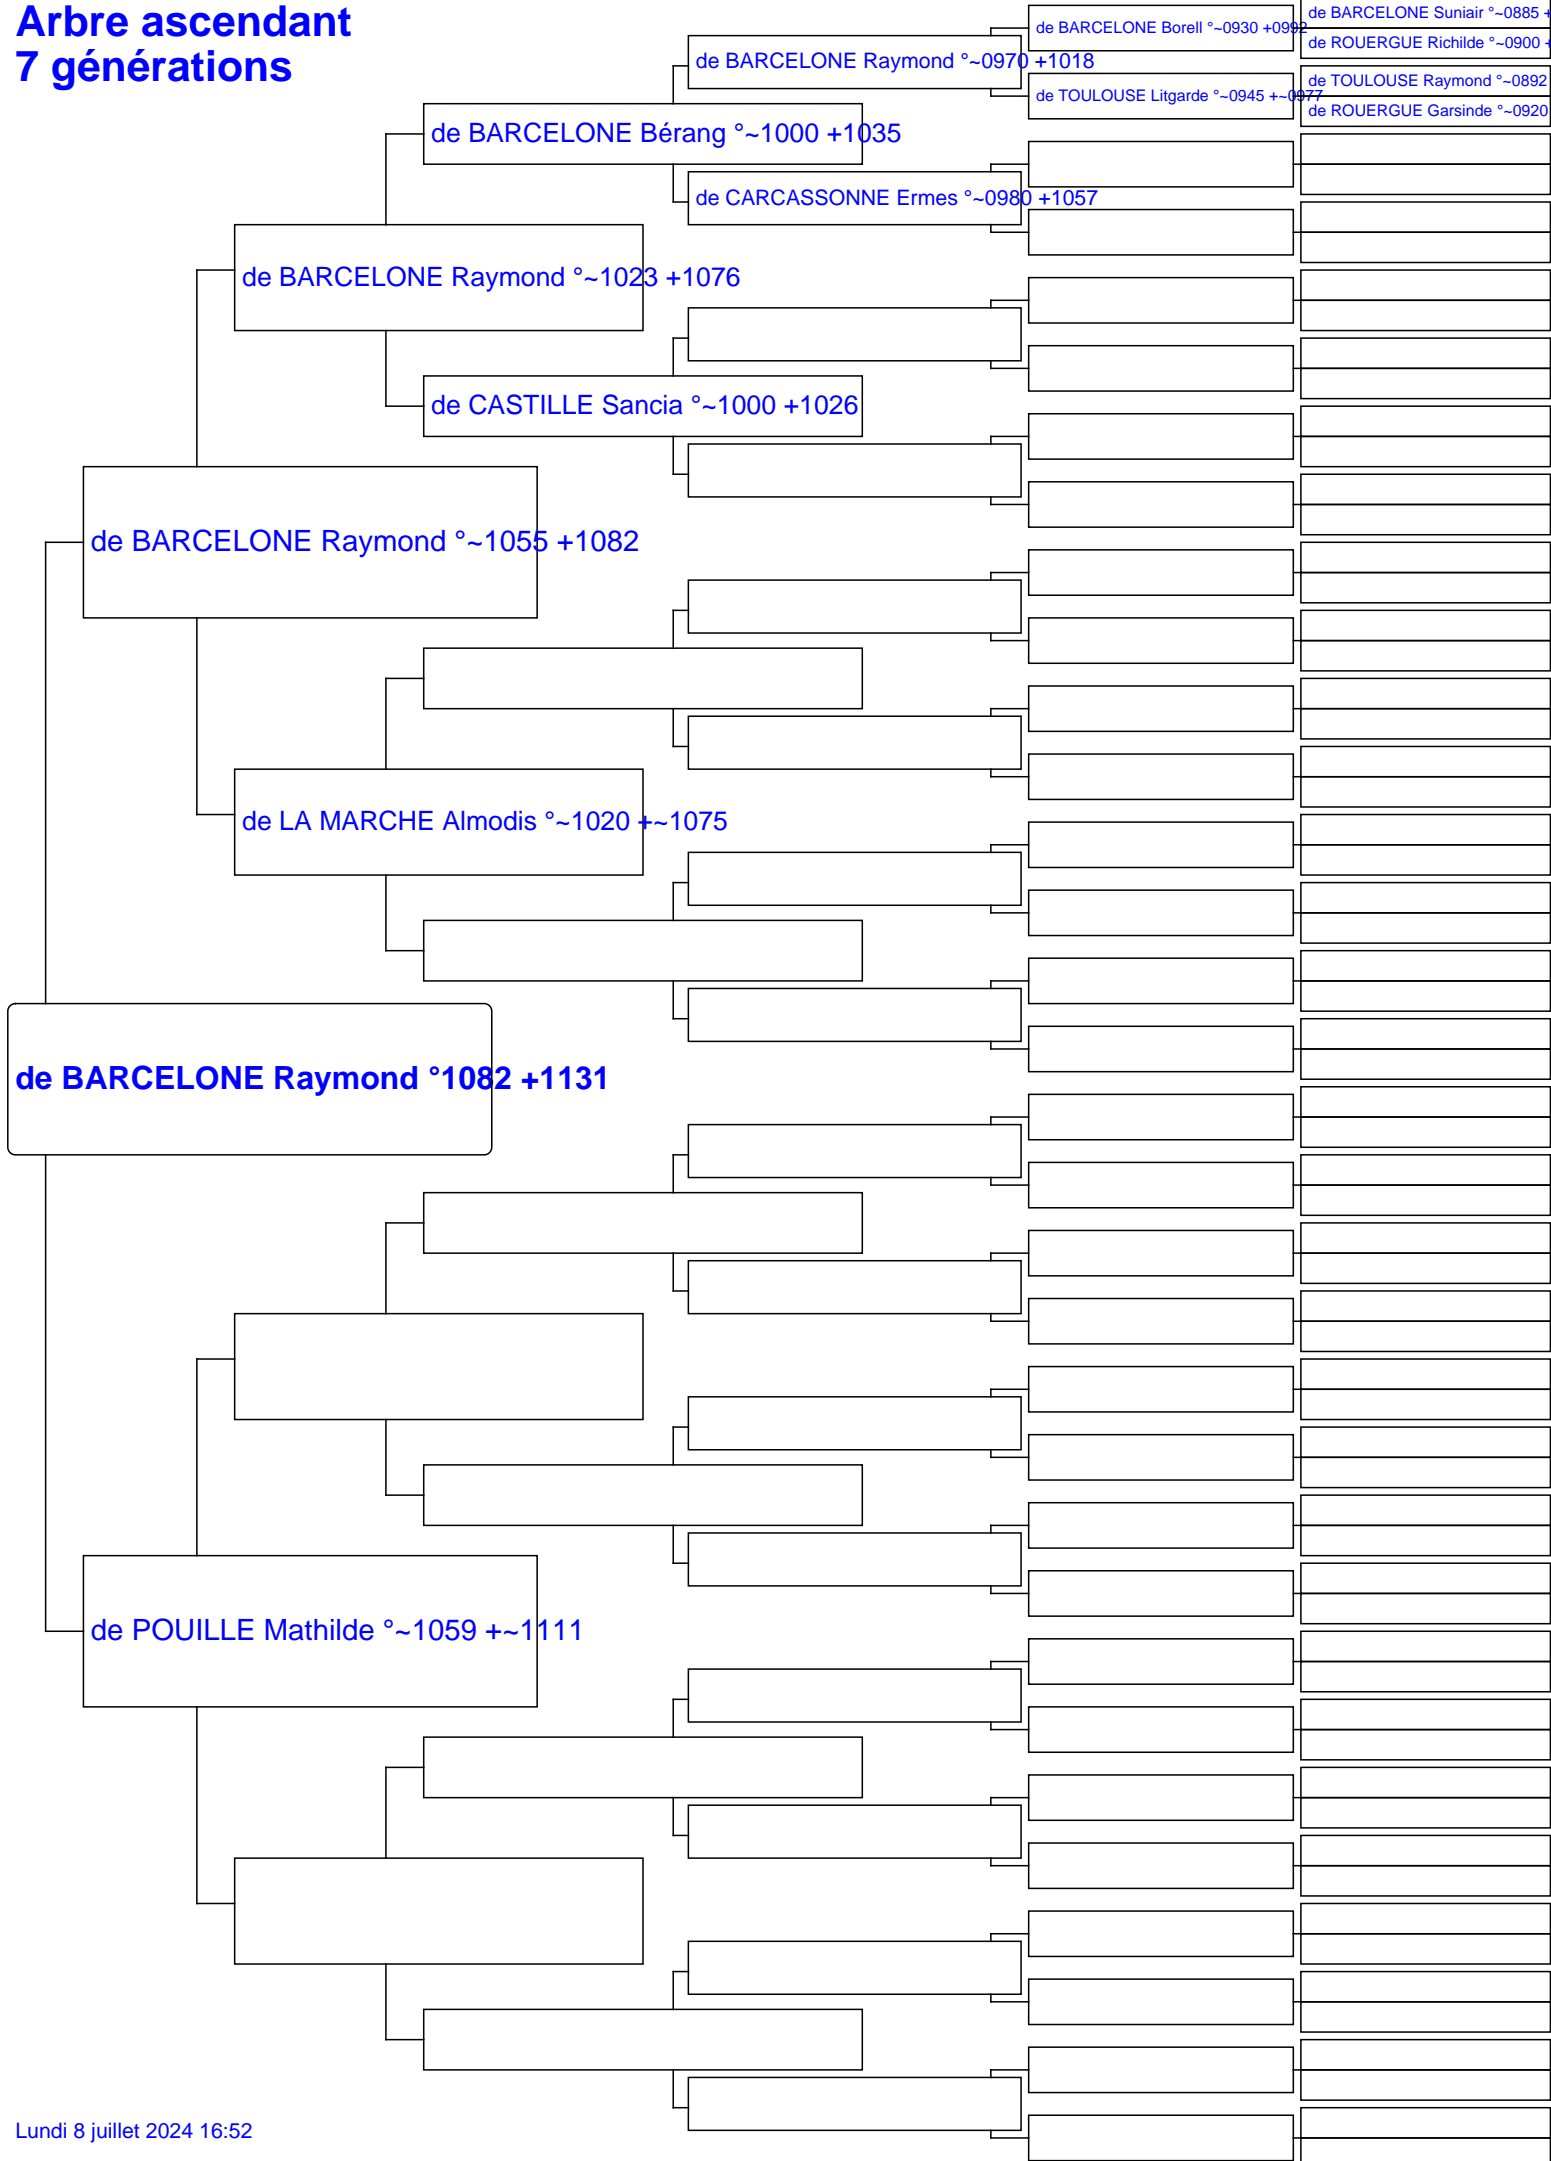 Arbre ascendant
7 générations
de BARCELONE Suniair °~0885 +
de BARCELONE Borell °~0930 +0992
de ROUERGUE Richilde °~0900 +
de BARCELONE Raymond °~0970 +1018
de TOULOUSE Raymond °~0892
de TOULOUSE Litgarde °~0945 +~0977
de ROUERGUE Garsinde °~0920
de BARCELONE Bérang °~1000 +1035
de CARCASSONNE Ermes °~0980 +1057
de BARCELONE Raymond °~1023 +1076
de CASTILLE Sancia °~1000 +1026
de BARCELONE Raymond °~1055 +1082
de LA MARCHE Almodis °~1020 +~1075
de BARCELONE Raymond °1082 +1131
de POUILLE Mathilde °~1059 +~1111
Lundi 8 juillet 2024 16:52